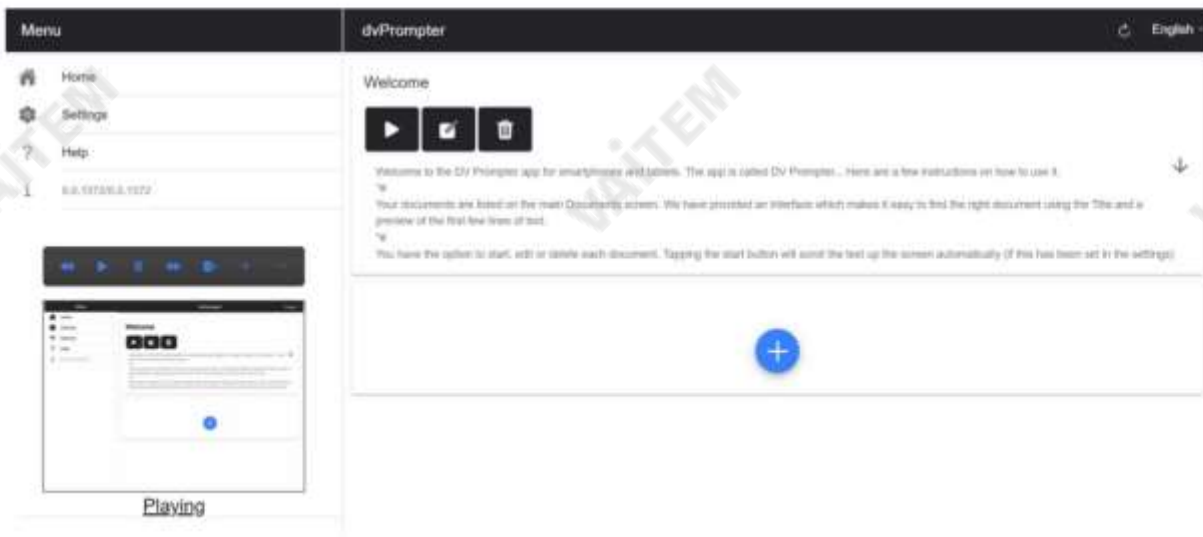 Menu
dvPrompter
English
Home
Settings
Help
Welcome
Welcome to the DV Prompter app for smartphones and tablets. The app is called DV Prompter... Here are a few instructions on how to use it.
Your documents are listed on the main Documents screen. We have provided an interface which makes it easy to find the right document using the Title and a
preview of the first few lines of text.
You have the option to start, edit or delete each document. Tapping the start button will scroll the text up the screen automatically (if this has been set in the settings)
Welcome
Playing
VAITEM
VAITEM